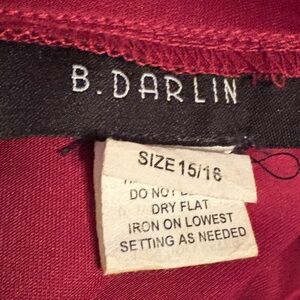 B.DARLIN
SIZE 15/16
DO NOT
DRY FLAT
IRON ON LOWEST
SETTING AS NEEDED